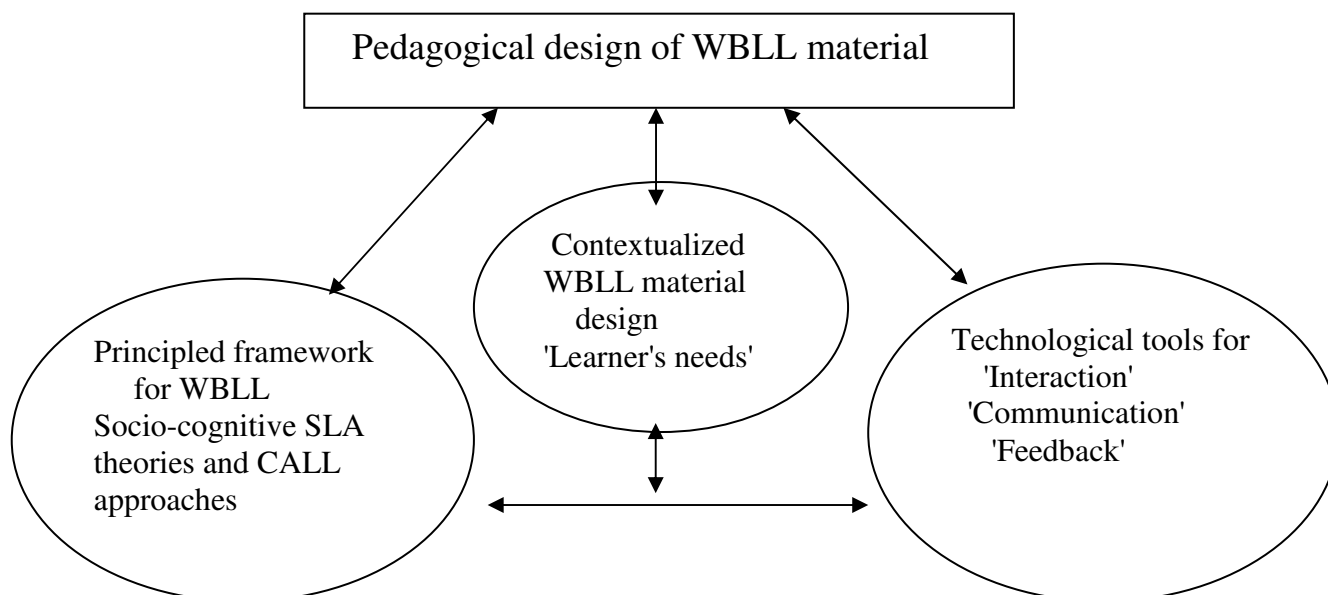 Pedagogical design of WBLL material
Contextualized
WBLL material
design
'Learner's needs'
Principled framework
for WBLL
Socio-cognitive SLA
theories and CALL
approaches
Technological tools for
'Interaction'
'Communication'
'Feedback'